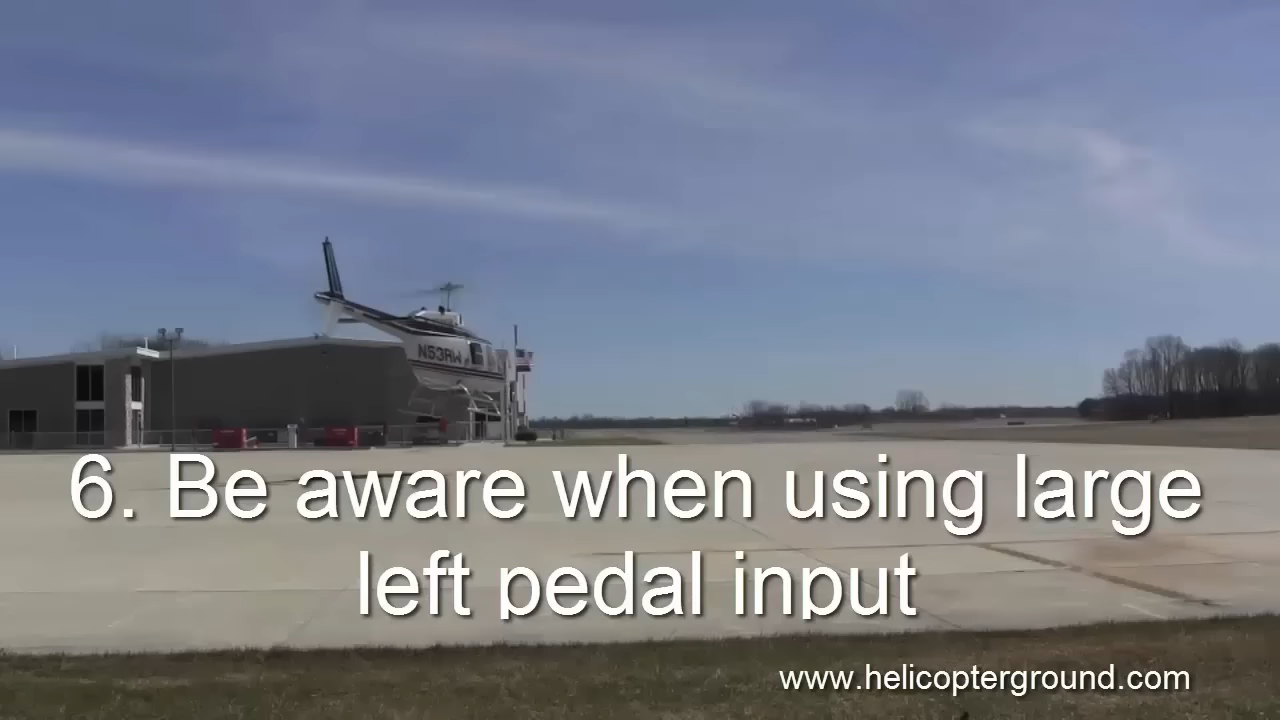 N53RW
6. Be aware when using large
left pedal input
www.helicopterground.com